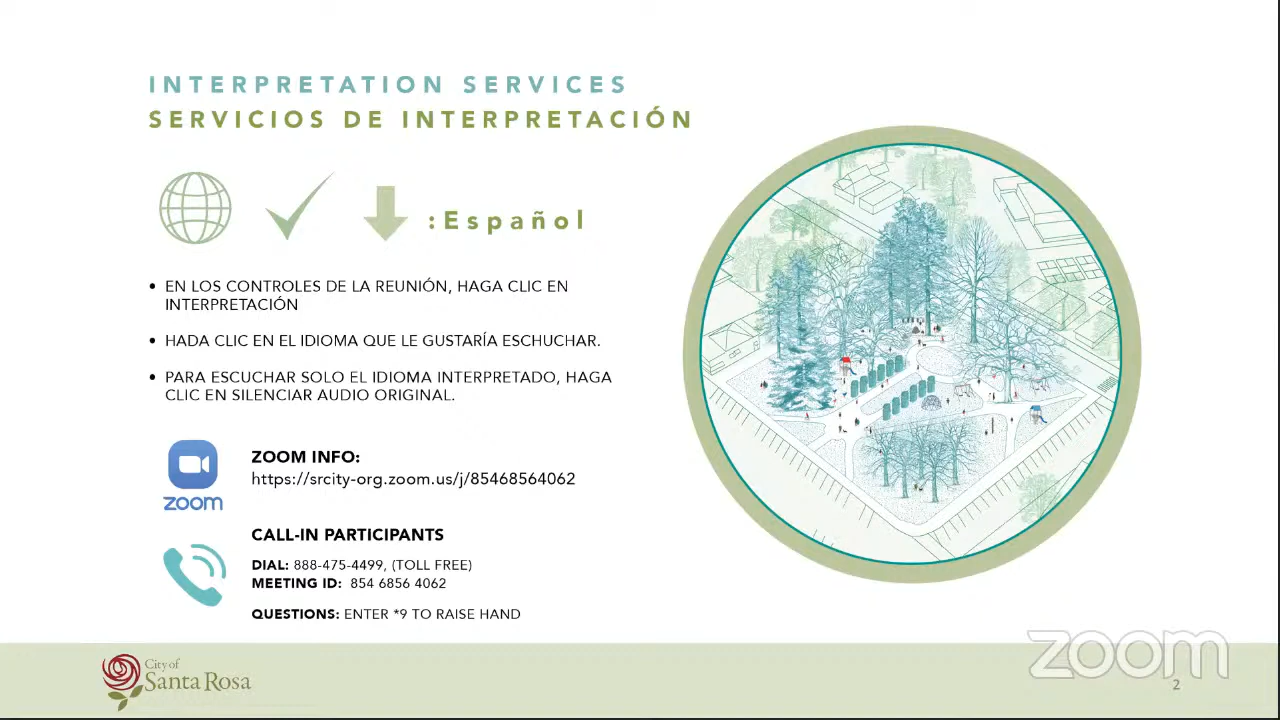 INTERPRETATION SERVICES
SERVICIOS DE INTERPRETACIÓN
:Español
• EN LOS CONTROLES DE LA REUNIÓN, HAGA CLIC EN
INTERPRETACIÓN
• HADA CLIC EN EL IDIOMA QUE LE GUSTARÍA ESCHUCHAR.
• PARA ESCUCHAR SOLO EL IDIOMA INTERPRETADO, HAGA
CLIC EN SILENCIAR AUDIO ORIGINAL.
zoom
ZOOM INFO:
https://srcity-org.zoom.us/j/85468564062
CALL-IN PARTICIPANTS
DIAL: 888-475-4499, (TOLL FREE)
MEETING ID: 854 6856 4062
QUESTIONS: ENTER *9 TO RAISE HAND
City of
Santa Rosa
zoom
2